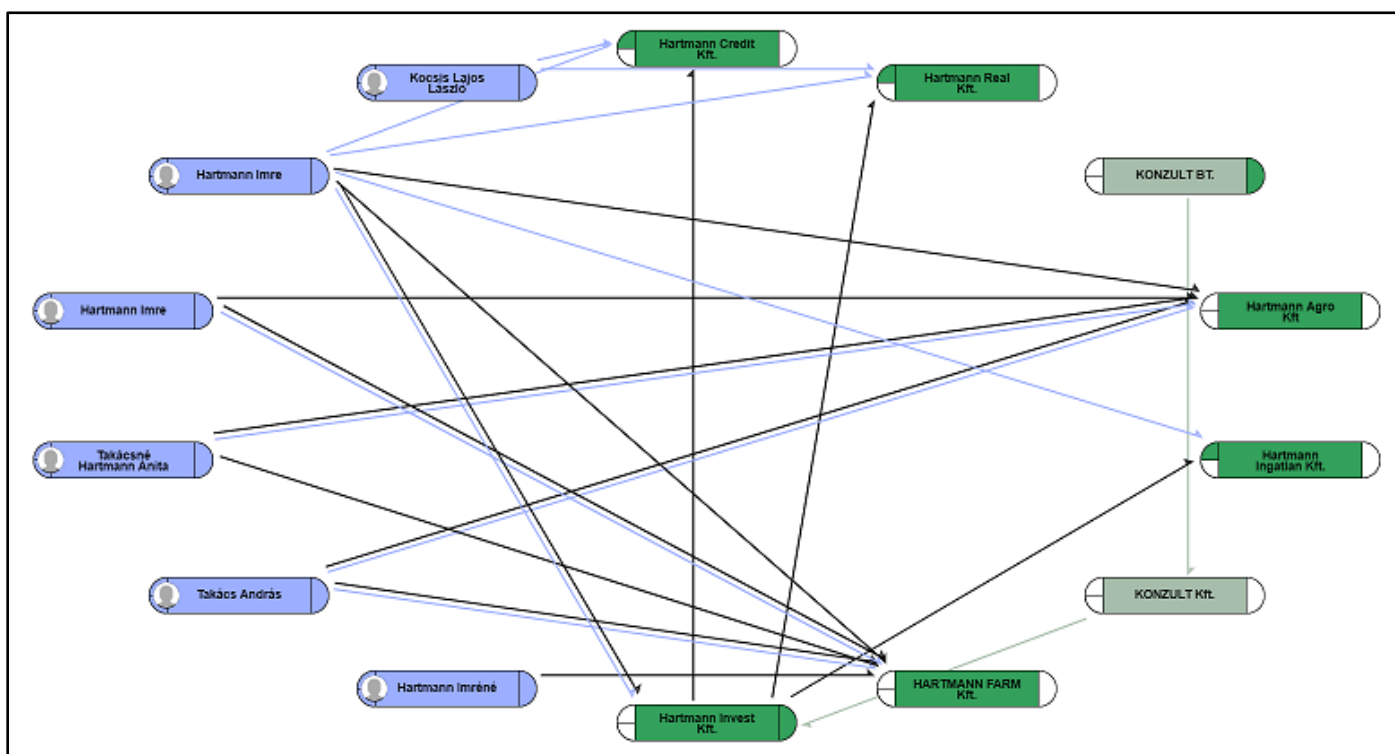 Hartmann Credit
Kft.
Kocsis Lajos
László
Hartmann Real
Kft.
Hartmann Imre
KONZULT BT.
Hartmann Imre
Hartmann Agro
Kft
Takácsné
Hartmann Anita
Hartmann
Ingatlan Kft.
Takács András
KONZULT Kft.
Hartmann Imréné
HARTMANN FARM
Kft.
Hartmann Invest
Kft.